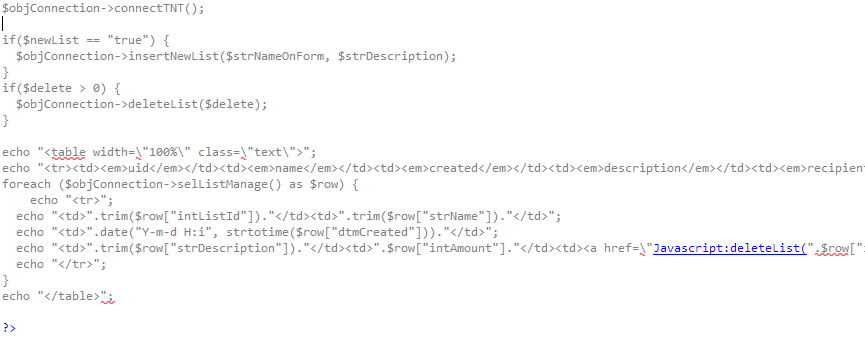 $objConnection->connectTNT();
if($newList == "true") {
$objConnection->insertNewList($strNameOnForm, $strDescription);
}
if($delete > 0) {
$objConnection->deleteList($delete);
}
echo "<table width=\"100%\" class=\"text\">";
echo "<tr><td><em>uid</em></td><td><em>name</em></td><td><em>created</em></td><td><em>description</em></td><td><em>recipient
foreach ($objConnection->selListManage() as $row) {
echo "<tr>";
echo "<td>".trim($row["intListId"])."</td><td>".trim($row["strName"])."</td>";
echo "<td>".date("Y-m-d H:i", strtotime($row["dtmCreated"]))."</td>";
echo "<td>".trim($row["strDescription"])."</td><td>".$row["intAmount"]."</td><td><a href=\"Javascript:deleteList(".$row["
echo "</tr>";
}
echo "</table>";
?>